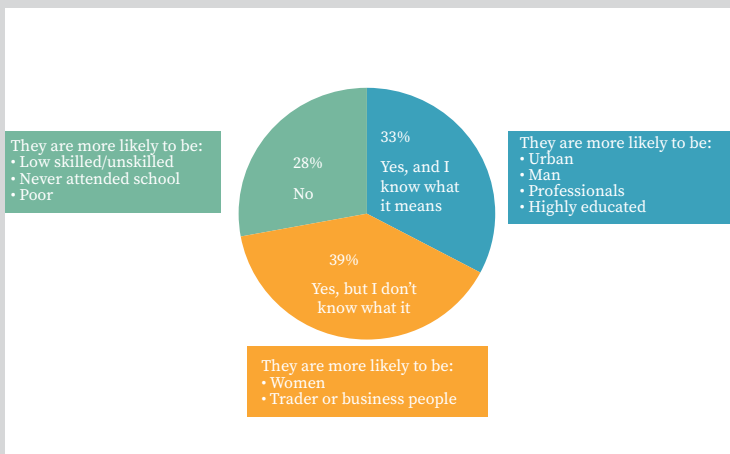 They are more likely to be:
• Low skilled/unskilled
• Never attended school
• Poor
28%
No
33%
Yes, and I
know what
it means
They are more likely to be:
• Urban
• Man
• Professionals
• Highly educated
39%
Yes, but I don’t
know what it
They are more likely to be:
• Women
• Trader or business people